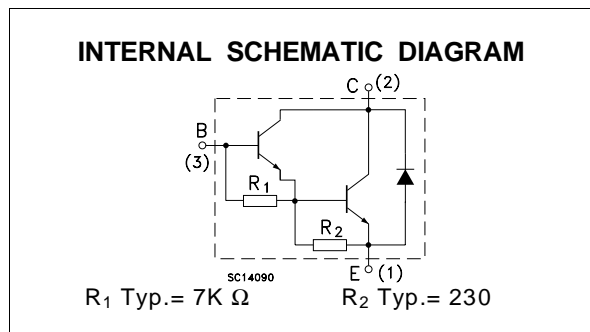 INTERNAL SCHEMATIC DIAGRAM
C (2)
B
(3)
R1
R2
SC14090
E (1)
R1 Typ.= 7K Ω R2 Typ.= 230